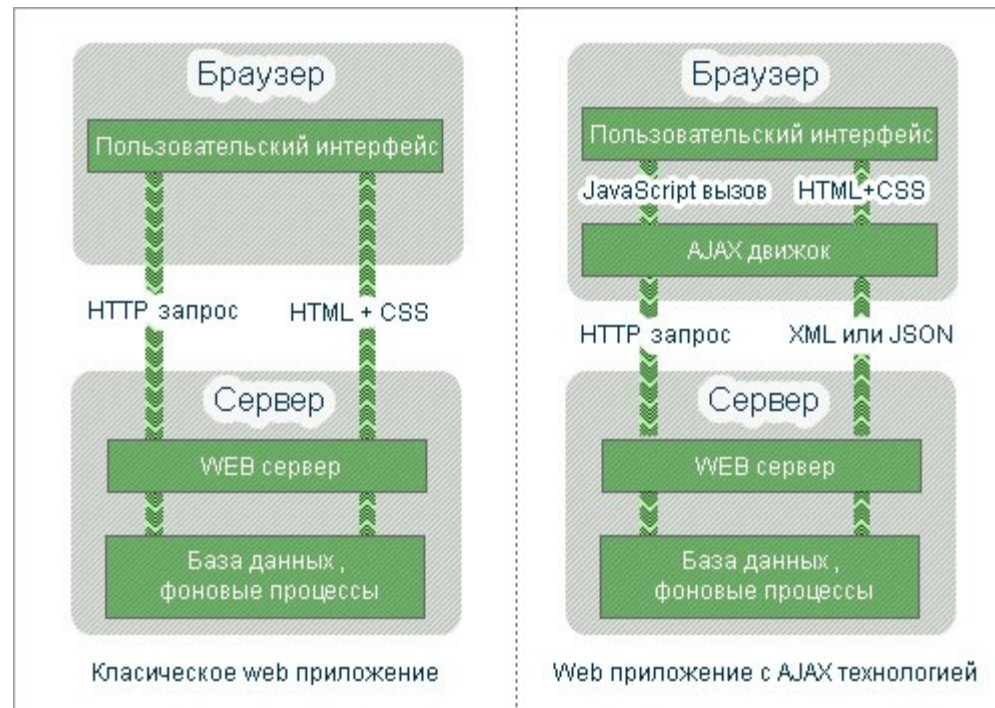 Браузер
Пользовательский интерфейс
HTTP запрос
HTML + CSS
Сервер
WEB сервер
База данных ,
фоновые процессы
Класическое web приложение
Браузер
Пользовательский интерфейс
JavaScript вызов
HTML+CSS
AJAX движок
HTTP запрос
XML или JSON
Сервер
WEB сервер
База данных ,
фоновые процессы
Web приложение с AJAX технологией